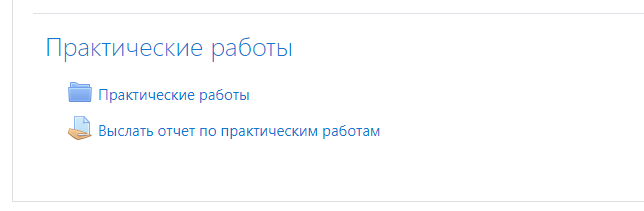 Практические работы
Практические работы
Выслать отчет по практическим работам